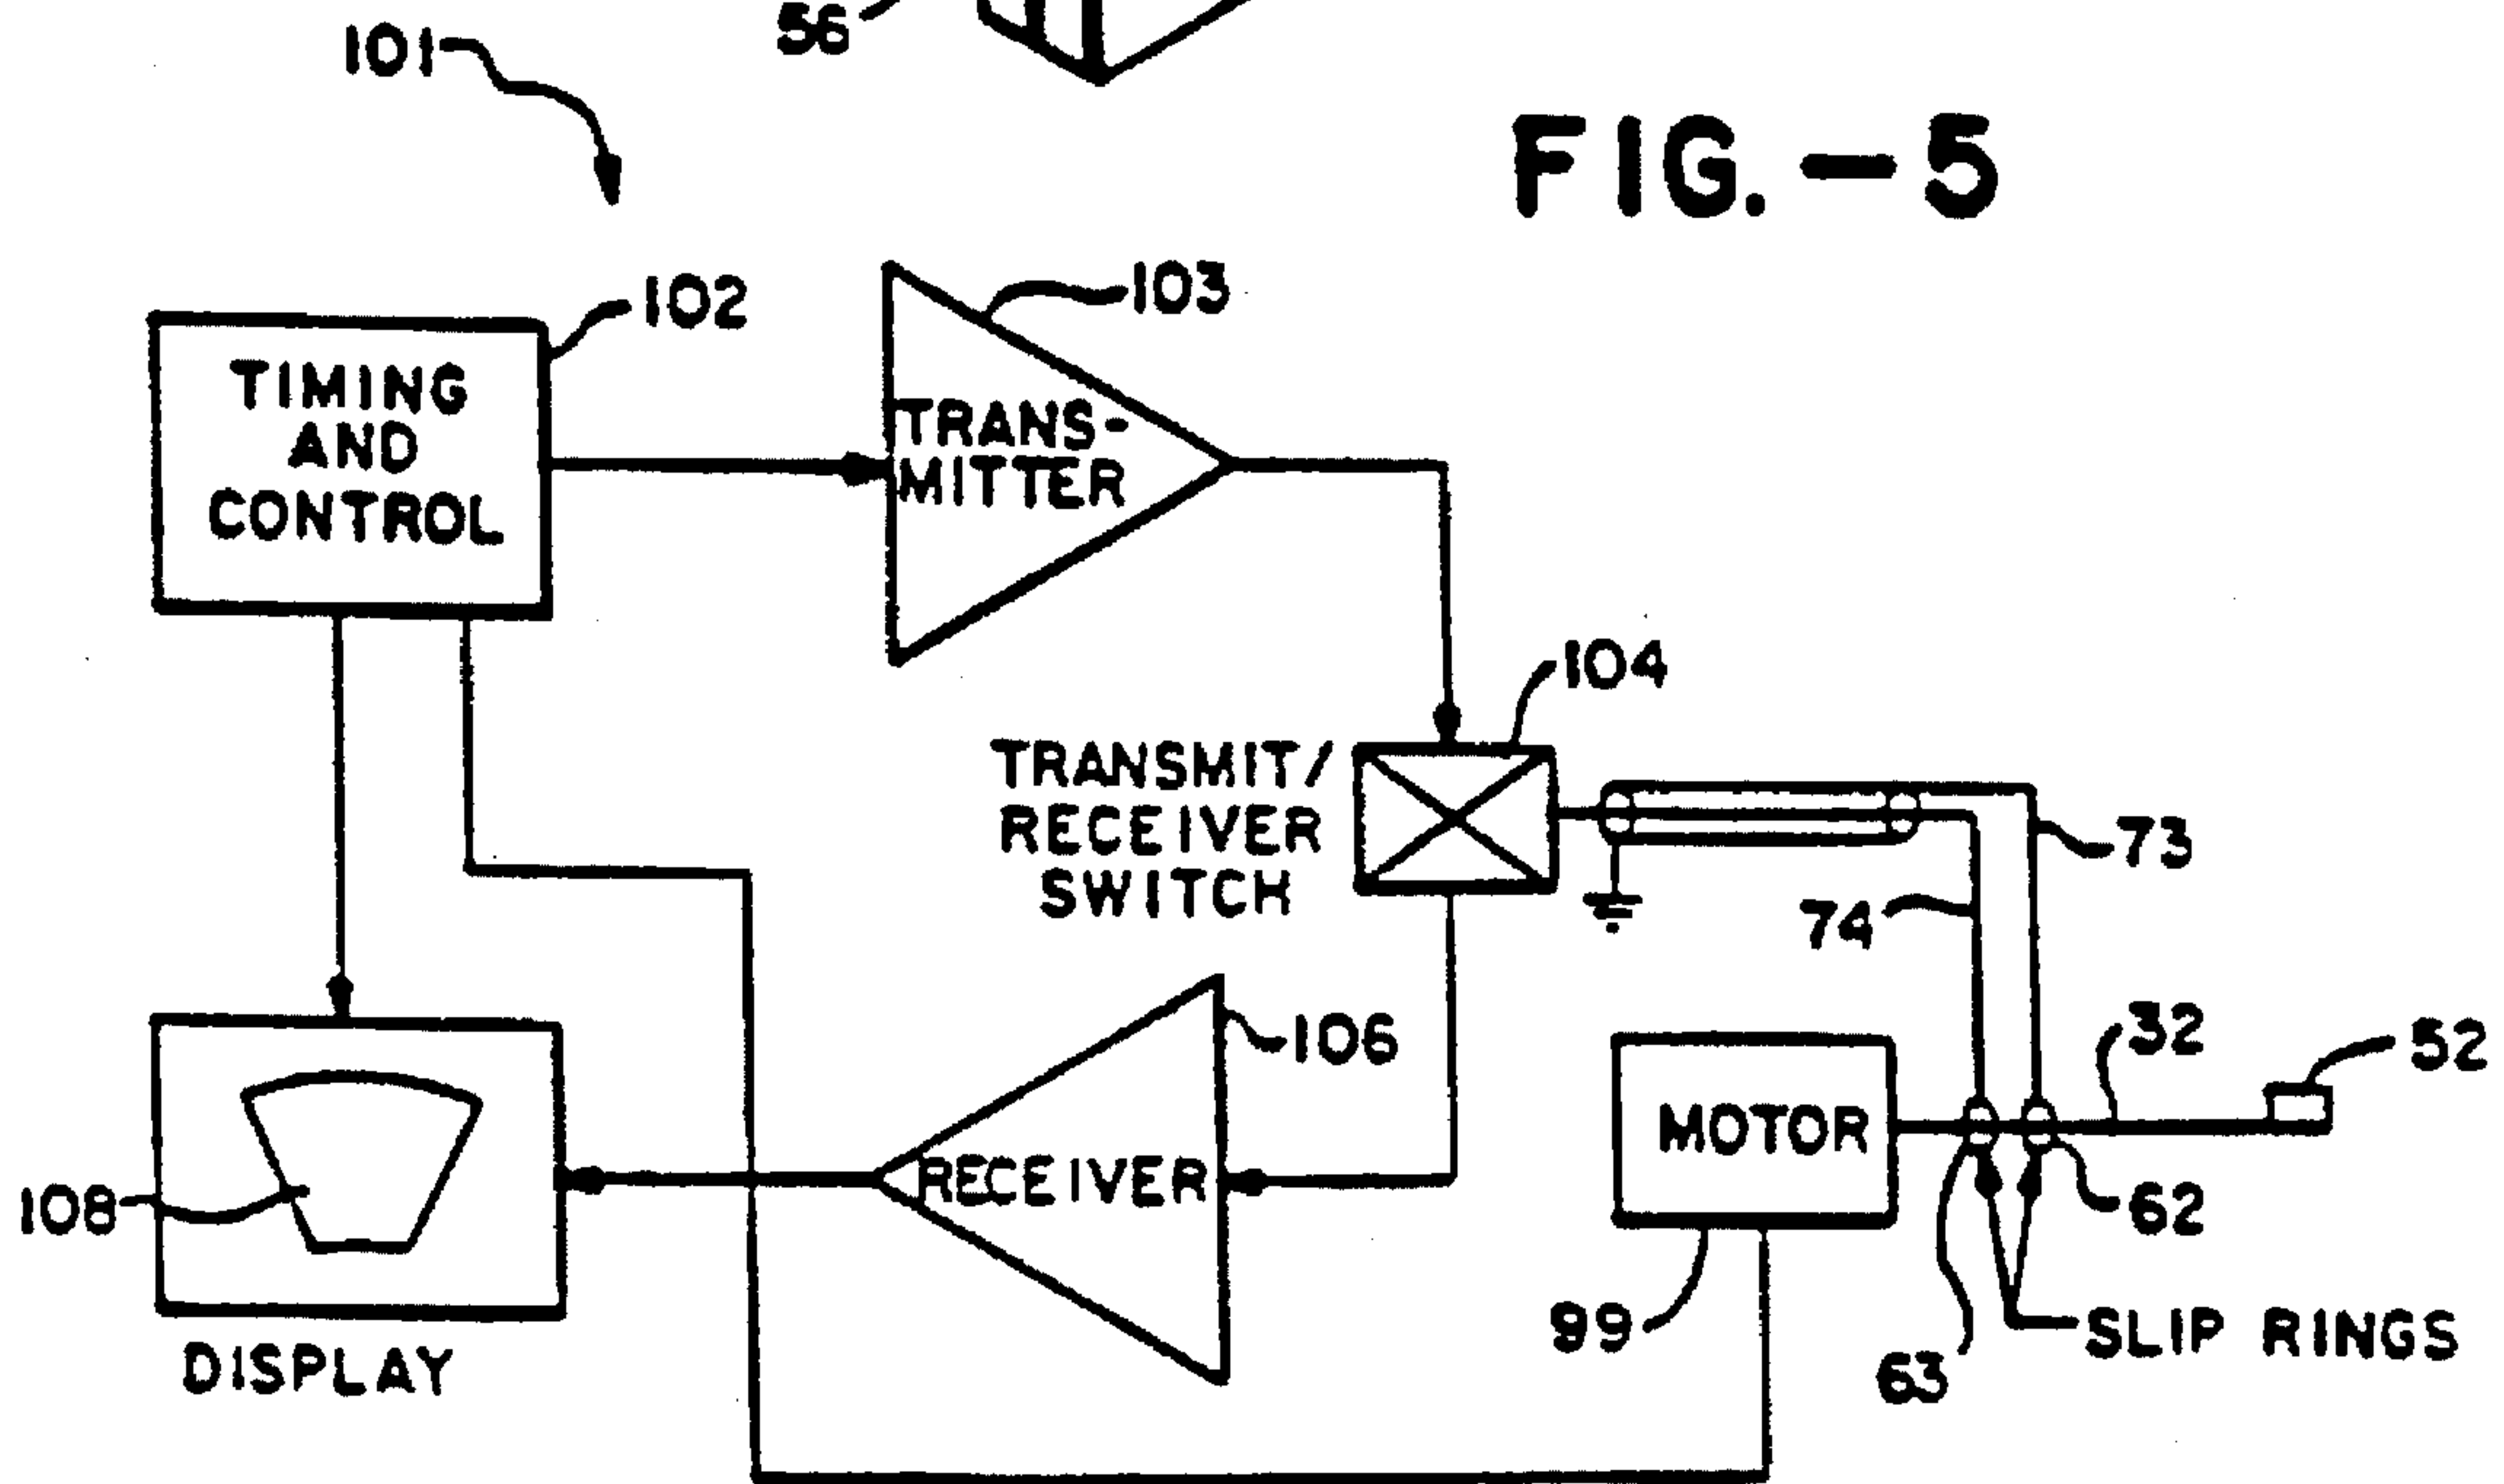 56
101
FIG.-5
102
103
TIMING
AND
CONTROL
TRANS-
MITTER
104
TRANSMIT/
RECEIVER
SWITCH
73
74
32
52
106
MOTOR
RECEIVER
108
62
99
SLIP RINGS
63
DISPLAY